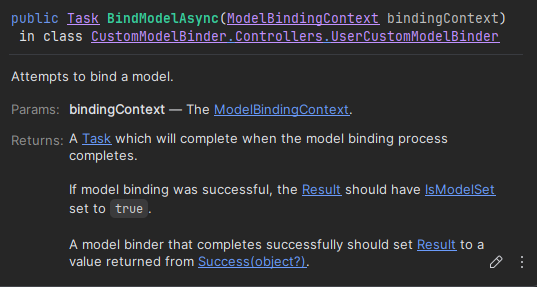 public Task BindModelAsync(ModelBindingContext bindingContext)
in class CustomModelBinder.Controllers.UserCustomModelBinder
Attempts to bind a model.
Params: bindingContext — The ModelBindingContext.
Returns: A Task which will complete when the model binding process
completes.
If model binding was successful, the Result should have IsModelSet
set to true.
A model binder that completes successfully should set Result to a
value returned from Success(object?).